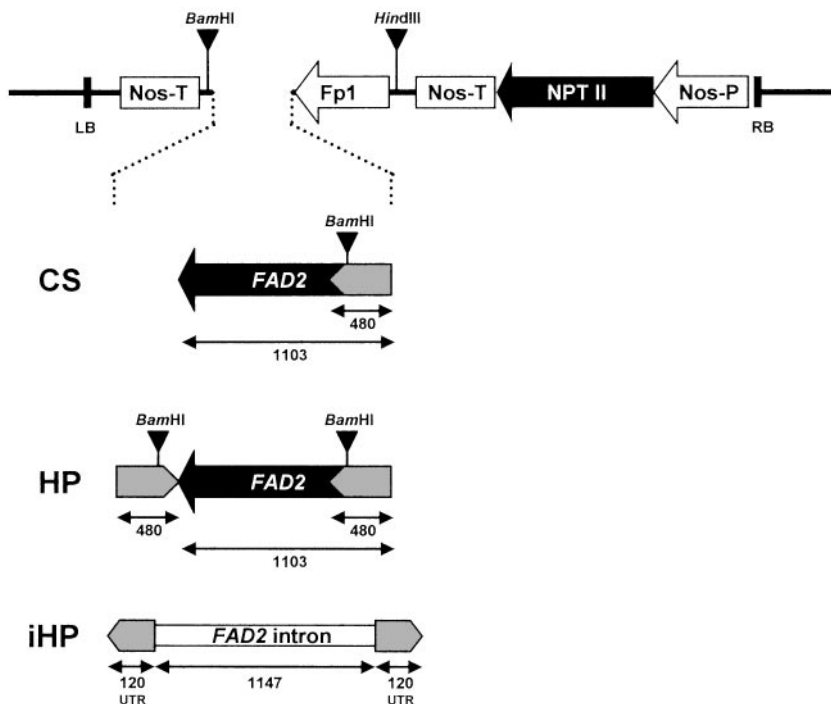 BamHI HindIII
Nos-T Fp1 Nos-T NPT II Nos-P
LB RB
BamHI
CS FAD2
480
1103
BamHI BamHI
HP FAD2
480 480
1103
iHP FAD2 intron
120 1147 120
UTR UTR